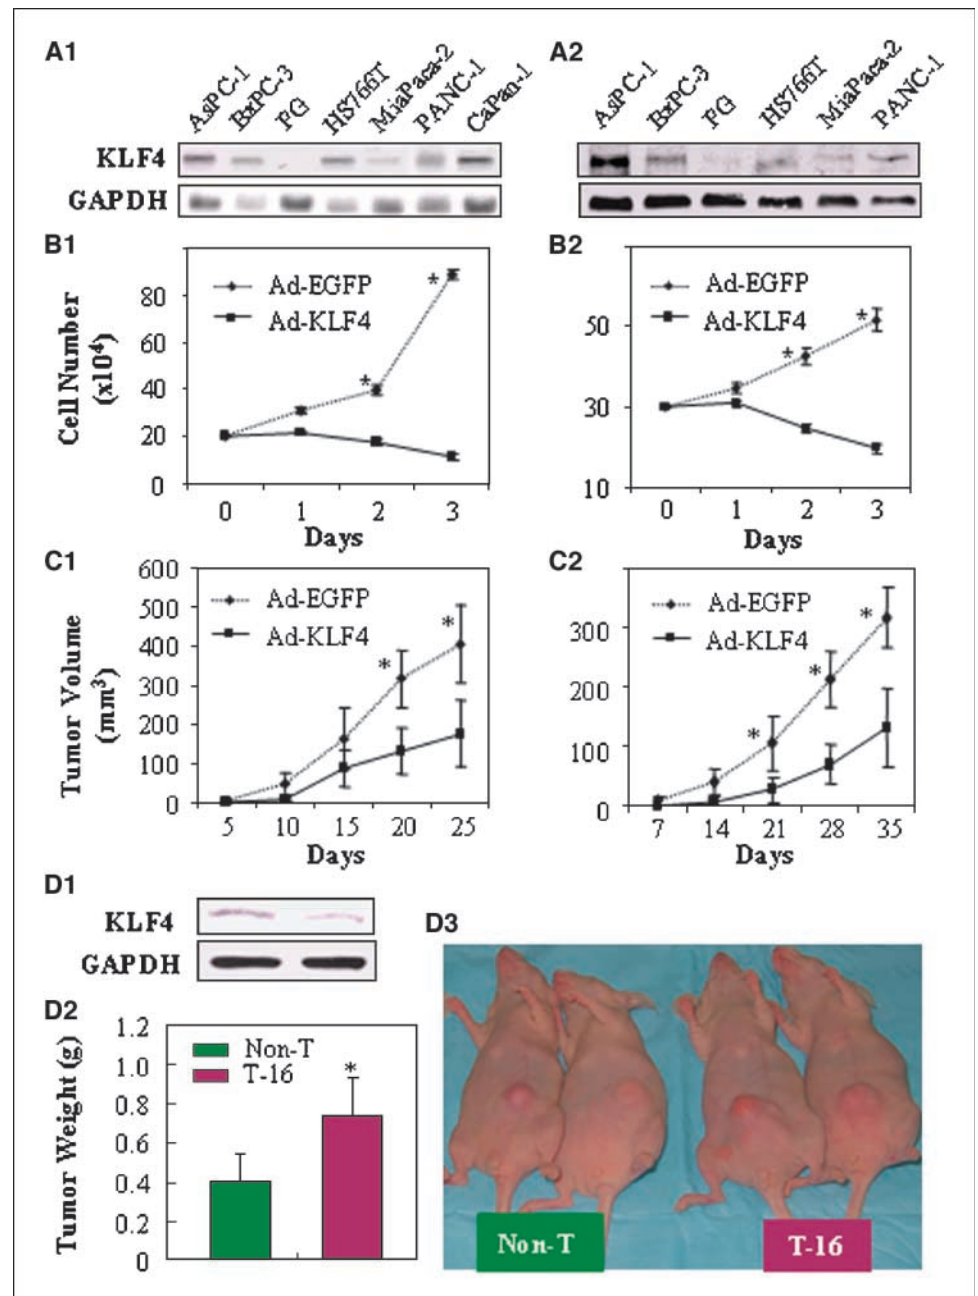 A1
AsPC-1 BxPC-3 FG HS766T MiaPaca-2 PANC-1 CaPan-1
KLF4
GAPDH
A2
AsPC-1 BxPC-3 FG HS766T MiaPaca-2 PANC-1
B1
Cell Number
(x10⁴)
80
60
40
20
0
Ad-EGFP
Ad-KLF4
*
*
0 1 2 3
Days
B2
50
30
10
Ad-EGFP
Ad-KLF4
*
*
0 1 2 3
Days
C1
Tumor Volume
(mm³)
600
500
400
300
200
100
0
Ad-EGFP
Ad-KLF4
*
*
5 10 15 20 25
Days
C2
300
200
100
0
Ad-EGFP
Ad-KLF4
*
*
*
7 14 21 28 35
Days
D1
KLF4
GAPDH
D2
Tumor Weight (g)
1.2
1.0
0.8
0.6
0.4
0.2
0
Non-T
T-16
*
D3
Non-T
T-16